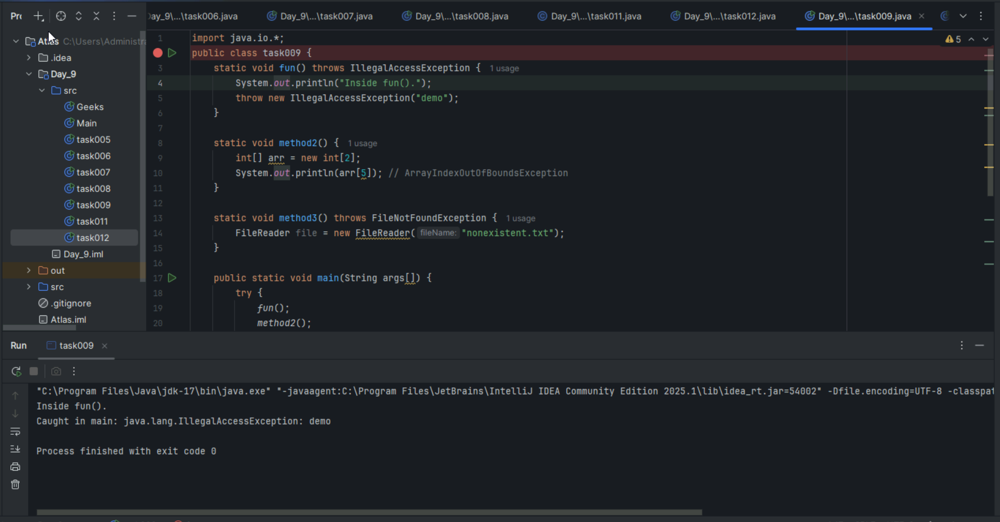 Day_9\...\task007.java
Day_9\...\task008.java
Day_9\...\task011.java
Day_9\...\task012.java
Day_9\...\task009.java
C:\Users\Administra
.idea
Day_9
src
Geeks
Main
task005
task006
task007
task008
task009
task011
task012
Day_9.iml
out
src
.gitignore
Atlas.iml
5
1 import java.io.*;
public class task009 {
3 static void fun() throws IllegalAccessException { 1 usage
4 System.out.println("Inside fun().");
5 throw new IllegalAccessException("demo");
6 }
7
8 static void method2() { 1 usage
9 int[] arr = new int[2];
10 System.out.println(arr[5]); // ArrayIndexOutOfBoundsException
11 }
12
13 static void method3() throws FileNotFoundException { 1 usage
14 FileReader file = new FileReader( fileName: "nonexistent.txt");
15 }
16
17 public static void main(String args[]) {
18 try {
19 fun();
20 method2();
Run task009
"C:\Program Files\Java\jdk-17\bin\java.exe" "-javaagent:C:\Program Files\JetBrains\IntelliJ IDEA Community Edition 2025.1\lib\idea_rt.jar=54002" -Dfile.encoding=UTF-8 -classpat
Inside fun().
Caught in main: java.lang.IllegalAccessException: demo
Process finished with exit code 0